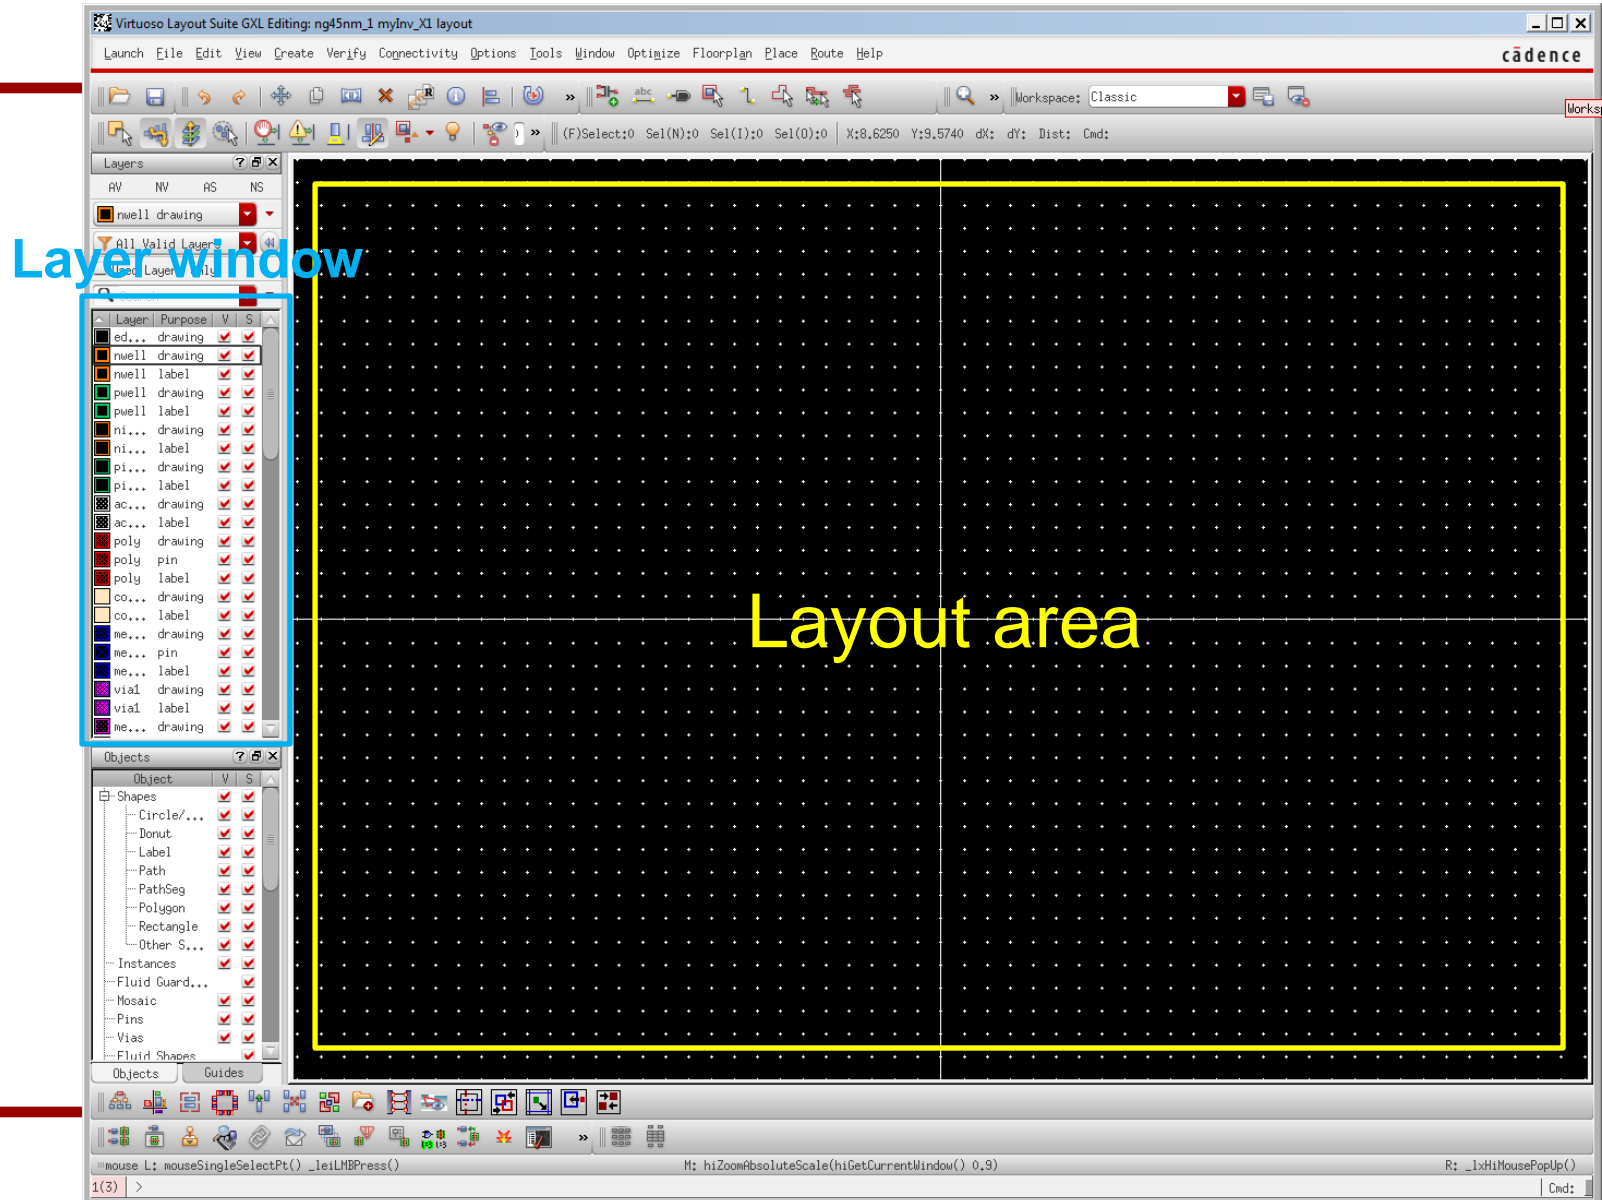 Virtuoso Layout Suite GXL Editing: ng45nm_1 myInv_X1 layout
Launch File Edit View Create Verify Connectivity Options Tools Window Optimize Floorplan Place Route Help
cādence
abc
R
» Workspace: Classic
Works
» (F)Select:0 Sel(N):0 Sel(I):0 Sel(O):0 X:8.6250 Y:9.5740 dX: dY: Dist: Cmd:
Layers
AV NV AS NS
nwell drawing
All Valid Layers
Layer window
Layer Purpose V S
ed... drawing
nwell drawing
nwell label
pwell drawing
pwell label
ni... drawing
ni... label
pi... drawing
pi... label
ac... drawing
ac... label
poly drawing
poly pin
poly label
co... drawing
co... label
me... drawing
me... pin
me... label
via1 drawing
via1 label
me... drawing
Layout area
Objects
Object V S
Shapes
Circle/...
Donut
Label
Path
PathSeg
Polygon
Rectangle
Other S...
Instances
Fluid Guard...
Mosaic
Pins
Vias
Fluid Shapes
Objects Guides
mouse L: mouseSingleSelectPt() _leiLMBPress() M: hiZoomAbsoluteScale(hiGetCurrentWindow() 0.9) R: _lxHiMousePopUp()
1(3) > Cmd: